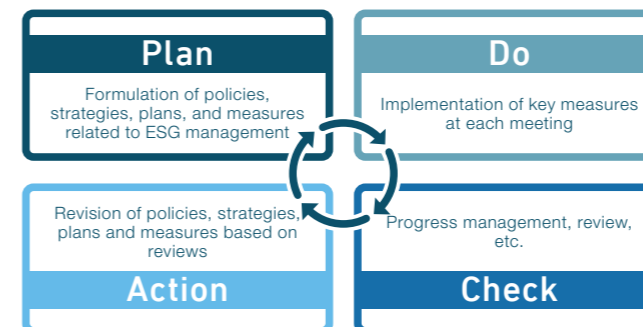 Plan
Formulation of policies,
strategies, plans, and measures
related to ESG management
Do
Implementation of key measures
at each meeting
Revision of policies, strategies,
plans and measures based on
reviews
Action
Progress management, review,
etc.
Check